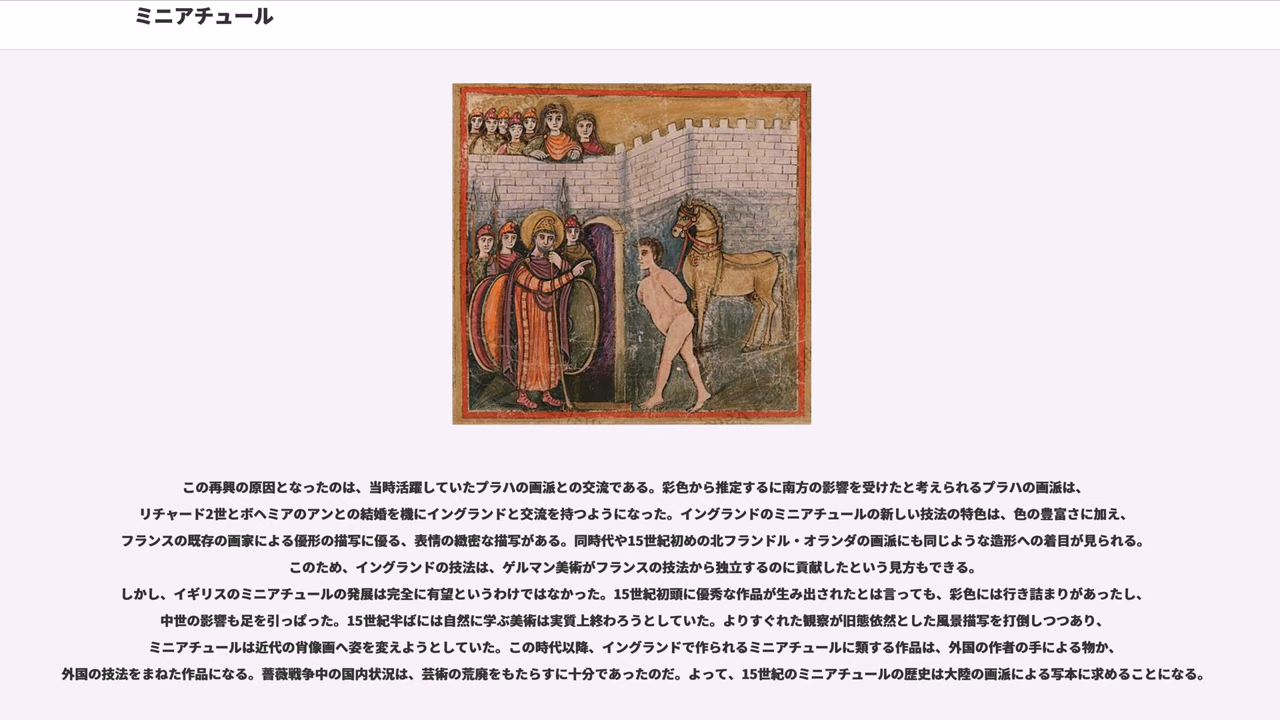 ミニアチュール
この再興の原因となったのは、当時活躍していたプラハの画派との交流である。彩色から推定するに南方の影響を受けたと考えられるプラハの画派は、
リチャード2世とボヘミアのアンとの結婚を機にイングランドと交流を持つようになった。イングランドのミニアチュールの新しい技法の特色は、色の豊富さに加え、
フランスの既存の画家による優形の描写に優る、表情の緻密な描写がある。同時代や15世紀初めの北フランドル・オランダの画派にも同じような造形への着目が見られる。
このため、イングランドの技法は、ゲルマン美術がフランスの技法から独立するのに貢献したという見方もできる。
しかし、イギリスのミニアチュールの発展は完全に有望というわけではなかった。15世紀初頭に優秀な作品が生み出されたとは言っても、彩色には行き詰まりがあったし、
中世の影響も足を引っぱった。15世紀半ばには自然に学ぶ美術は実質上終わろうとしていた。よりすぐれた観察が旧態依然とした風景描写を打倒しつつあり、
ミニアチュールは近代の肖像画へ姿を変えようとしていた。この時代以降、イングランドで作られるミニアチュールに類する作品は、外国の作者の手による物か、
外国の技法をまねた作品になる。薔薇戦争中の国内状況は、芸術の荒廃をもたらすに十分であったのだ。よって、15世紀のミニアチュールの歴史は大陸の画派による写本に求めることになる。